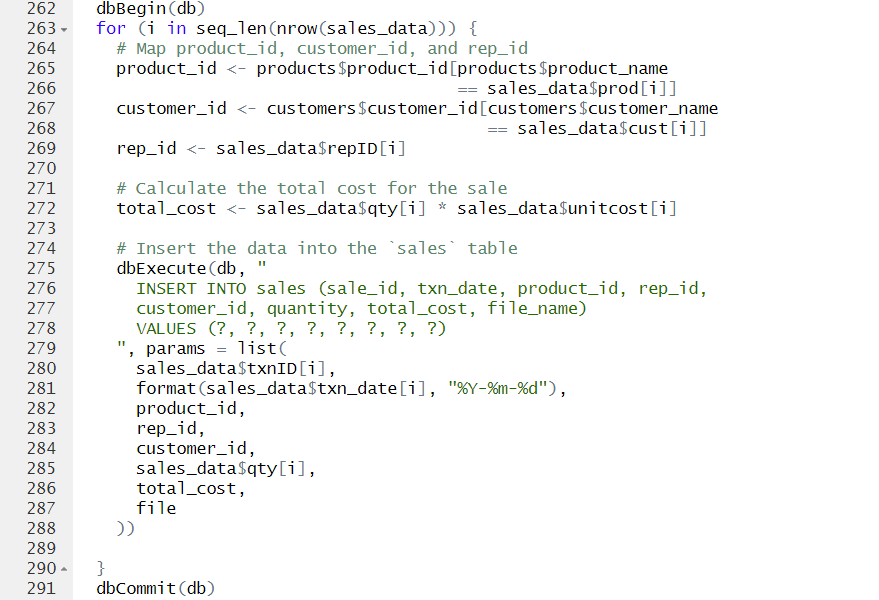 262 dbBegin(db)
263 for (i in seq_len(nrow(sales_data))) {
264 # Map product_id, customer_id, and rep_id
265 product_id <- products$product_id[products$product_name
266 == sales_data$prod[i]]
267 customer_id <- customers$customer_id[customers$customer_name
268 == sales_data$cust[i]]
269 rep_id <- sales_data$repID[i]
270
271 # Calculate the total cost for the sale
272 total_cost <- sales_data$qty[i] * sales_data$unitcost[i]
273
274 # Insert the data into the `sales` table
275 dbExecute(db, "
276 INSERT INTO sales (sale_id, txn_date, product_id, rep_id,
277 customer_id, quantity, total_cost, file_name)
278 VALUES (?, ?, ?, ?, ?, ?, ?, ?)
279 ", params = list(
280 sales_data$txnID[i],
281 format(sales_data$txn_date[i], "%Y-%m-%d"),
282 product_id,
283 rep_id,
284 customer_id,
285 sales_data$qty[i],
286 total_cost,
287 file
288 ))
289
290 }
291 dbCommit(db)